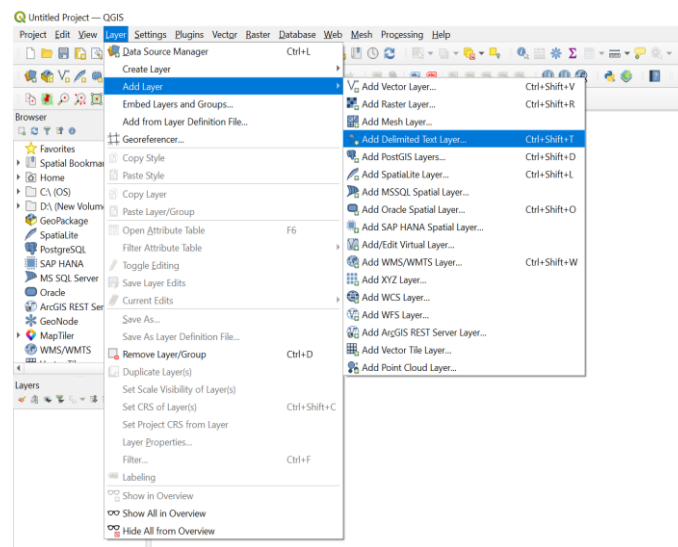 Untitled Project — QGIS
Project Edit View Layer Settings Plugins Vector Raster Database Web Mesh Processing Help
Data Source Manager Ctrl+L
Create Layer
Add Layer
Embed Layers and Groups...
Add from Layer Definition File...
Georeferencer...
Copy Style
Paste Style
Copy Layer
Paste Layer/Group
Open Attribute Table F6
Filter Attribute Table
Toggle Editing
Save Layer Edits
Current Edits
Save As...
Save As Layer Definition File...
Remove Layer/Group Ctrl+D
Duplicate Layer(s)
Set Scale Visibility of Layer(s)
Set CRS of Layer(s) Ctrl+Shift+C
Set Project CRS from Layer
Layer Properties...
Filter... Ctrl+F
Labeling
Show in Overview
Show All in Overview
Hide All from Overview
Add Vector Layer... Ctrl+Shift+V
Add Raster Layer... Ctrl+Shift+R
Add Mesh Layer...
Add Delimited Text Layer... Ctrl+Shift+T
Add PostGIS Layers... Ctrl+Shift+D
Add SpatiaLite Layer... Ctrl+Shift+L
Add MSSQL Spatial Layer...
Add Oracle Spatial Layer... Ctrl+Shift+O
Add SAP HANA Spatial Layer...
Add/Edit Virtual Layer...
Add WMS/WMTS Layer... Ctrl+Shift+W
Add XYZ Layer...
Add WCS Layer...
Add WFS Layer...
Add ArcGIS REST Server Layer...
Add Vector Tile Layer...
Add Point Cloud Layer...
Browser
Favorites
Spatial Bookma
Home
C:\ (OS)
D:\ (New Volum
GeoPackage
SpatiaLite
PostgreSQL
SAP HANA
MS SQL Server
Oracle
ArcGIS REST Ser
GeoNode
MapTiler
WMS/WMTS
Layers